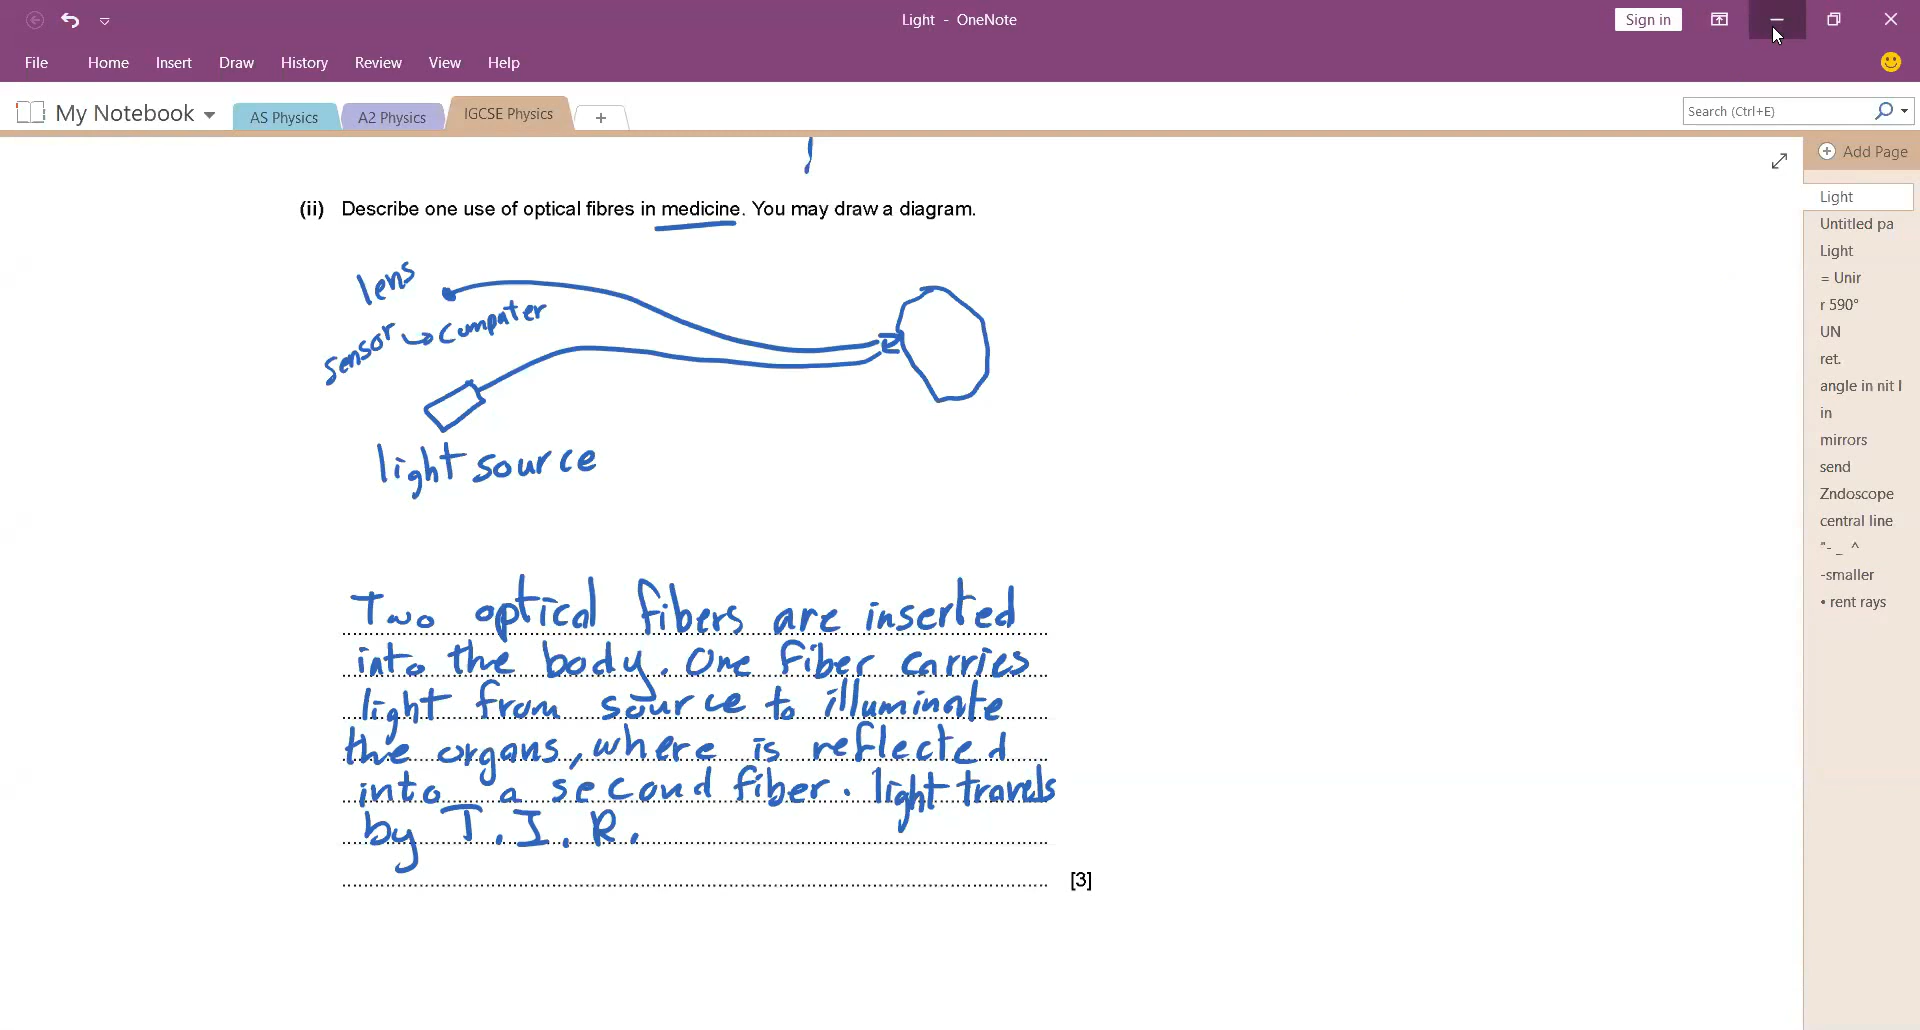 Light - OneNote
Sign in
File Home Insert Draw History Review View Help
My Notebook
AS Physics
A2 Physics
IGCSE Physics
+
Search (Ctrl+E)
Add Page
(ii) Describe one use of optical fibres in medicine. You may draw a diagram.
lens
sensor → computer
light source
Two optical fibers are inserted
into the body. One fiber carries
light from source to illuminate
the organs, where is reflected
into a second fiber. light travels
by T.I.R.
[3]
Light
Untitled pa
Light
= Unir
r 590°
UN
ret.
angle in nit I
in
mirrors
send
Zndoscope
central line
"- _ ^
-smaller
• rent rays